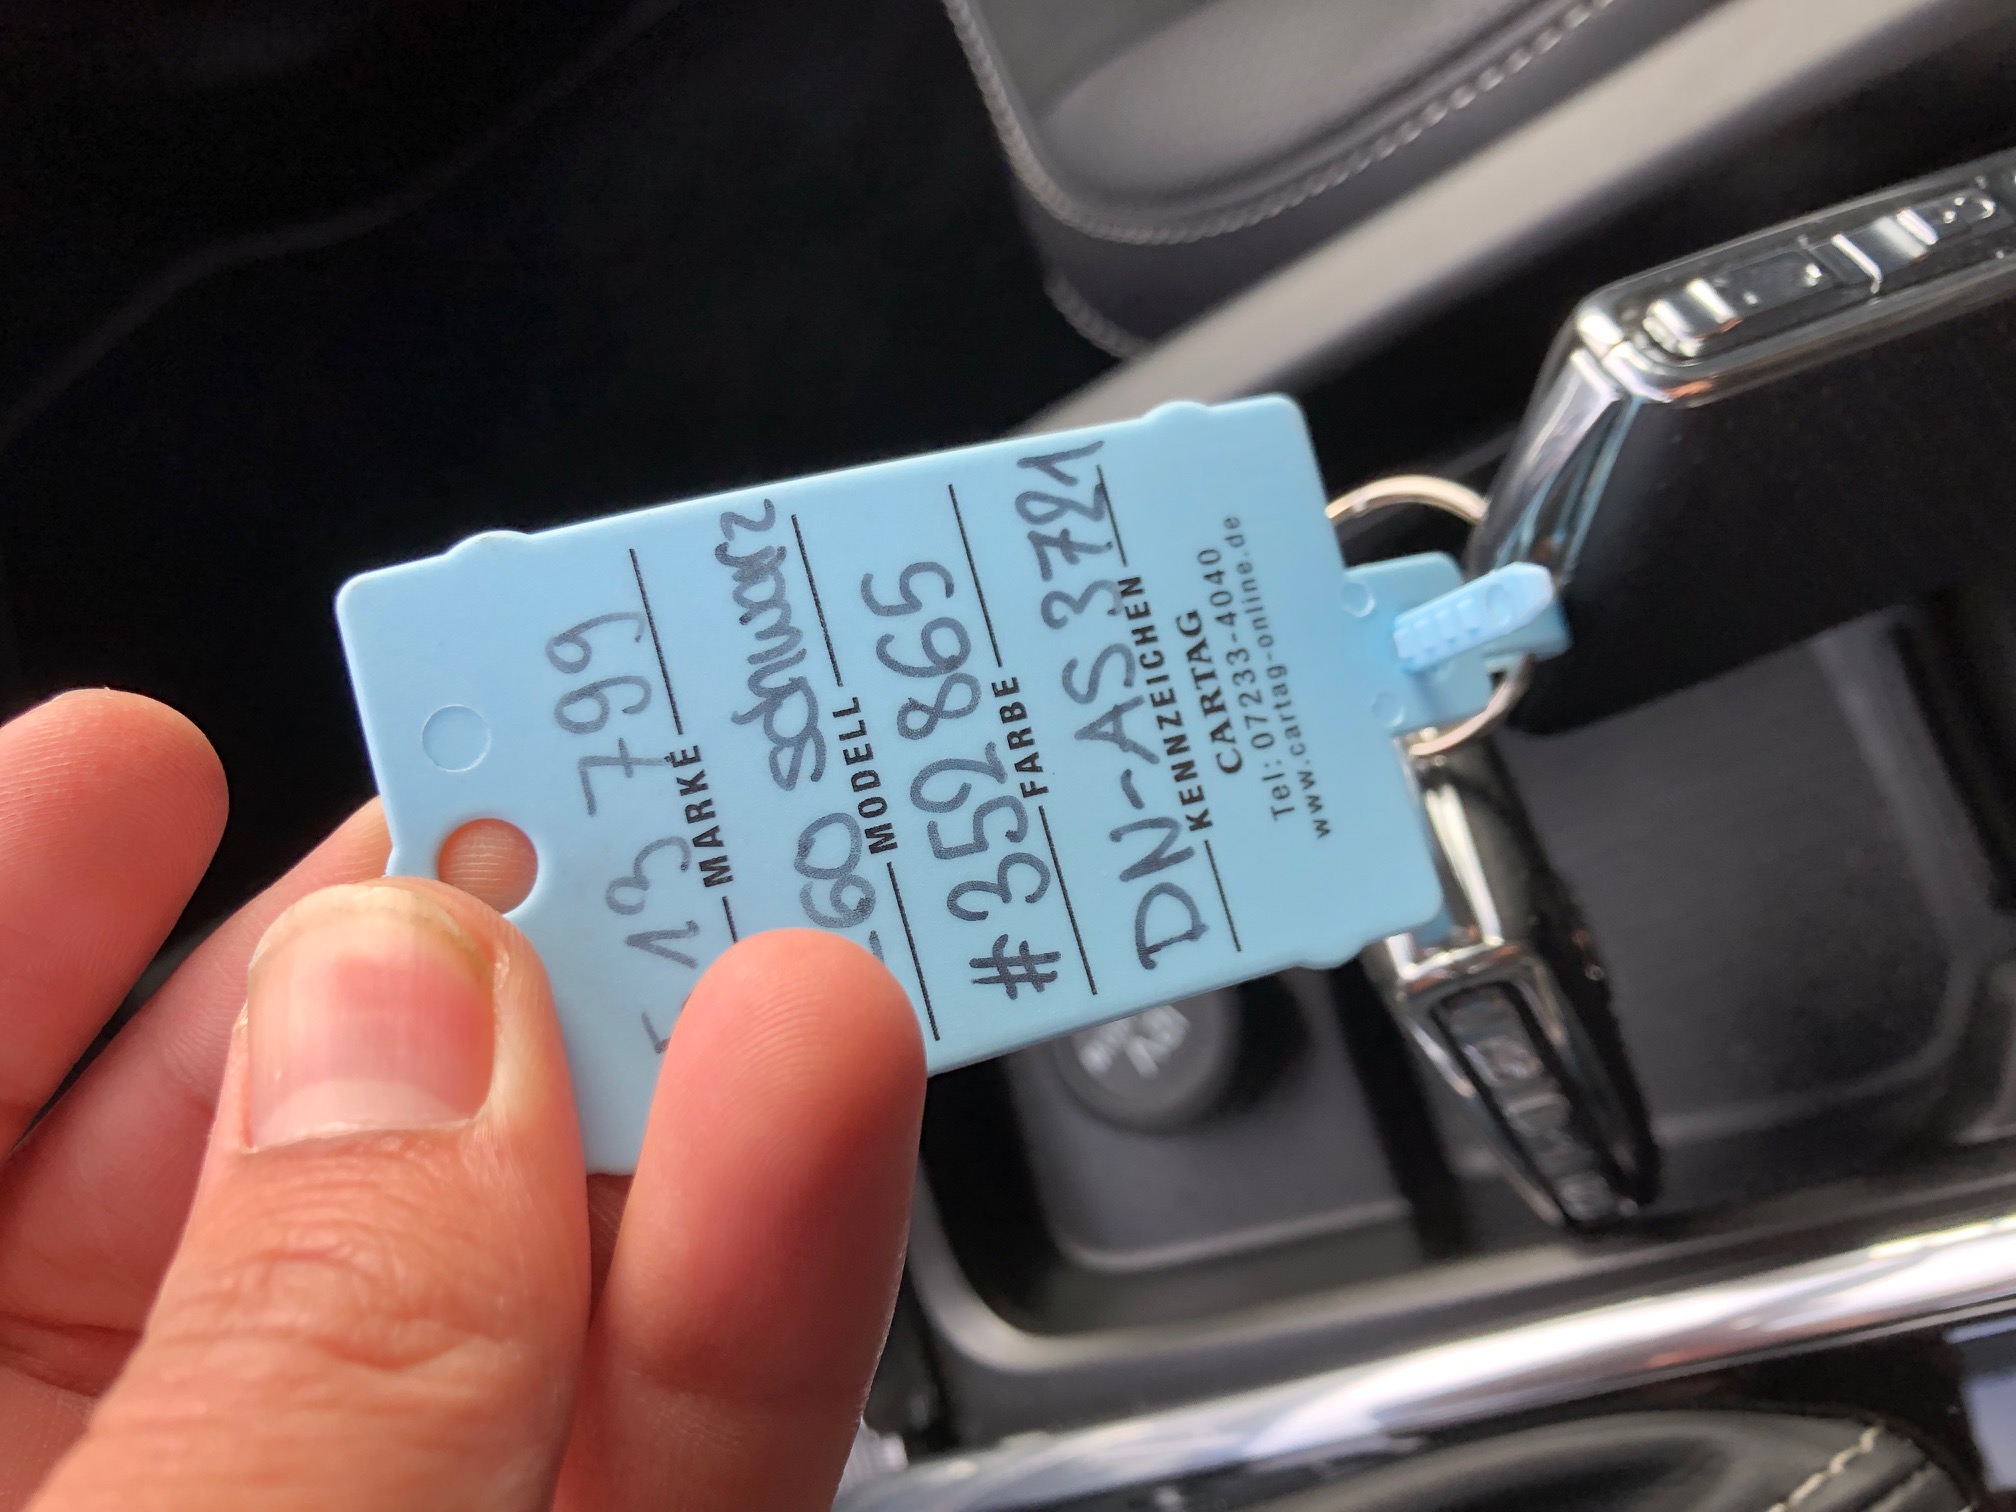 13 799
MARKE
60 schwarz
MODELL
#352865
FARBE
DN-AS 3721
KENNZEICHEN
CARTAG
Tel: 07233-4040
www.cartag-online.de